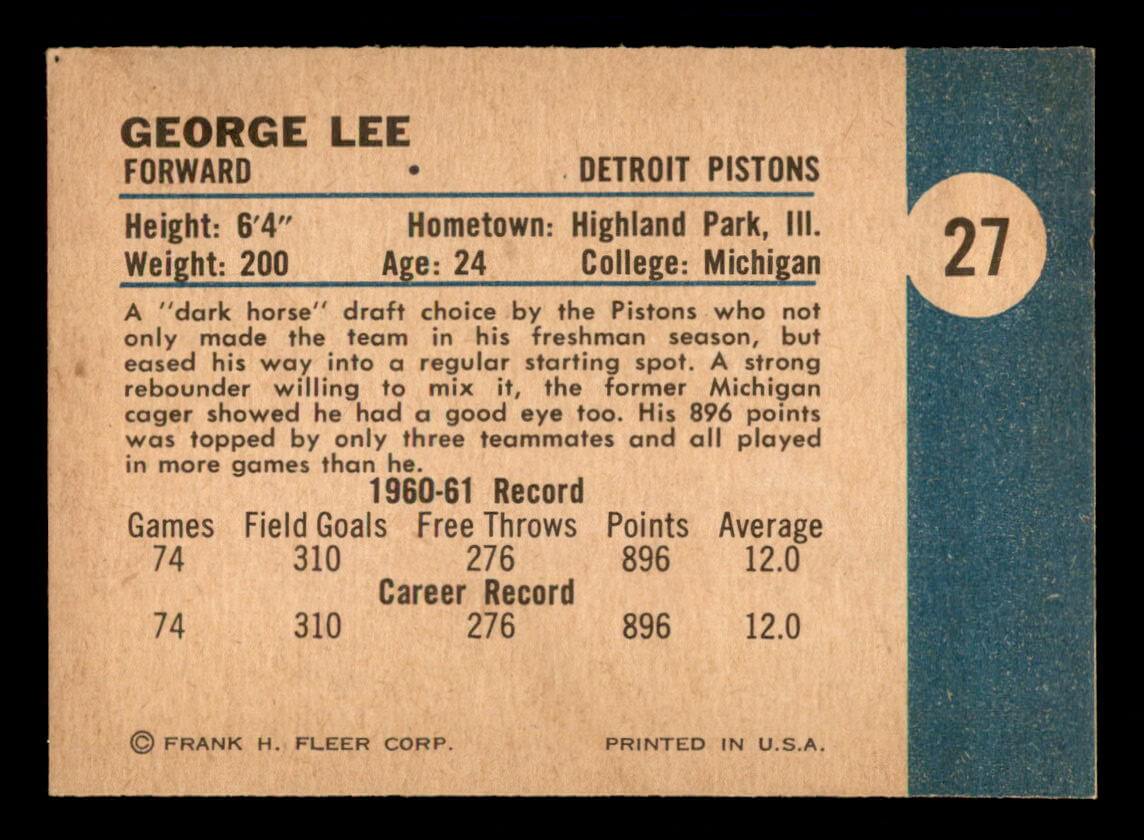 GEORGE LEE
FORWARD DETROIT PISTONS
Height: 6'4" Hometown: Highland Park, Ill.
Weight: 200 Age: 24 College: Michigan
27
A "dark horse" draft choice by the Pistons who not
only made the team in his freshman season, but
eased his way into a regular starting spot. A strong
rebounder willing to mix it, the former Michigan
cager showed he had a good eye too. His 896 points
was topped by only three teammates and all played
in more games than he.
1960-61 Record
Games Field Goals Free Throws Points Average
74 310 276 896 12.0
Career Record
74 310 276 896 12.0
© FRANK H. FLEER CORP. PRINTED IN U.S.A.